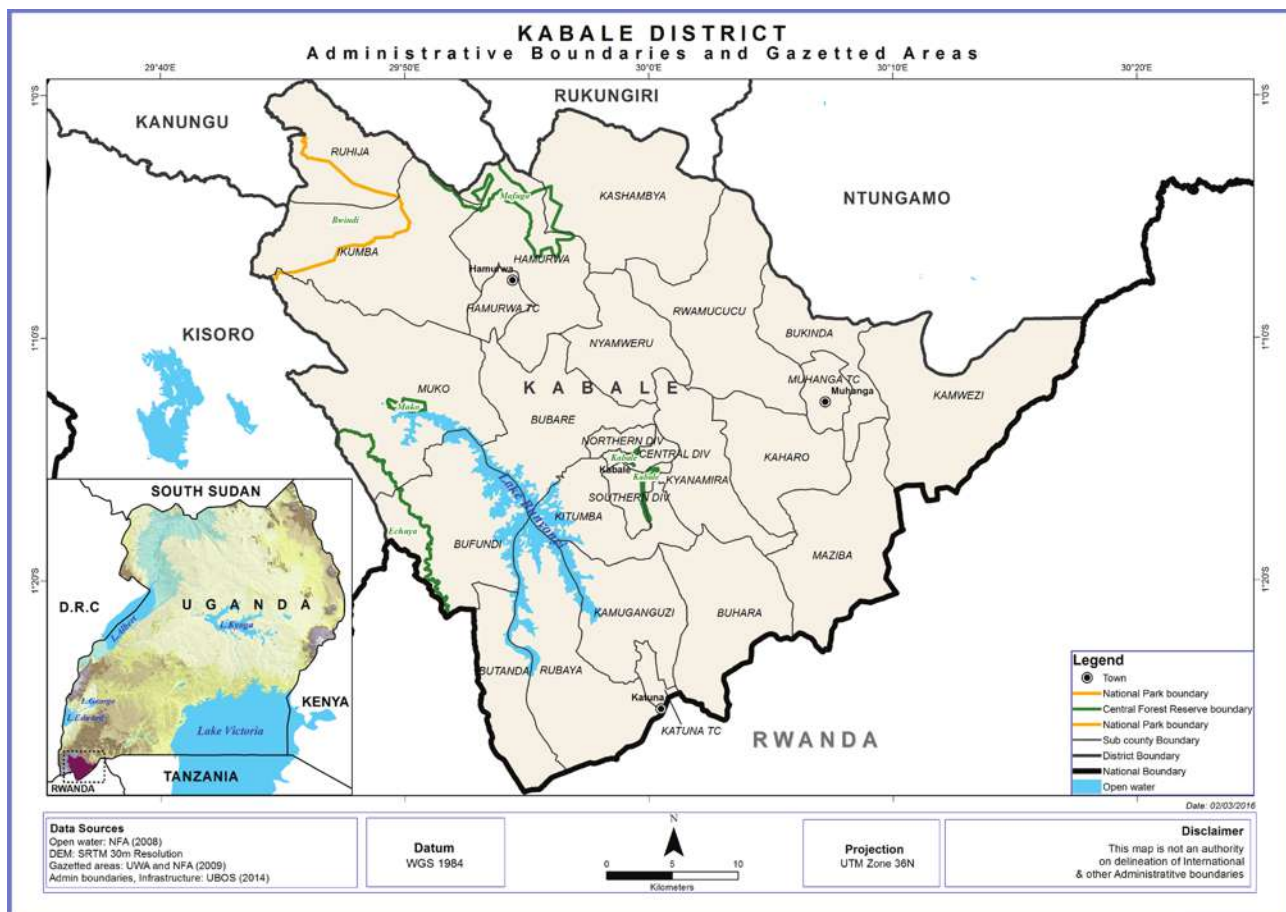 KABALE DISTRICT
Administrative Boundaries and Gazetted Areas
29°40'E
29°50'E
30°0'E
30°10'E
30°20'E
1°0'S
1°0'S
RUKUNGIRI
KANUNGU
RUHIJA
KASHAMBYA
Mafuga
NTUNGAMO
Bwindi
IKUMBA
HAMURWA
Hamurwa
HAMURWA TC
RWAMUCUCU
KISORO
BUKINDA
1°10'S
1°10'S
NYAMWERU
MUHANGA TC
MUKO
KABALE
Muhanga
KAMWEZI
Muko
BUBARE
NORTHERN DIV
CENTRAL DIV
Kabale
Kabale
Kabale
KAHARO
KYANAMIRA
SOUTHERN DIV
Lake Bunyonyi
KITUMBA
Echuya
BUFUNDI
MAZIBA
1°20'S
1°20'S
KAMUGANGUZI
BUHARA
BUTANDA
RUBAYA
Katuna
KATUNA TC
RWANDA
SOUTH SUDAN
D.R.C
UGANDA
L.Albert
L.Kyoga
L.George
L.Edward
KENYA
Lake Victoria
TANZANIA
RWANDA
Legend
Town
National Park boundary
Central Forest Reserve boundary
National Park boundary
Sub county Boundary
District Boundary
National Boundary
Open water
Date: 02/03/2016
Data Sources
Open water: NFA (2008)
DEM: SRTM 30m Resolution
Gazetted areas: UWA and NFA (2009)
Admin boundaries, Infrastructure: UBOS (2014)
Datum
WGS 1984
N
0 5 10
Kilometers
Projection
UTM Zone 36N
Disclaimer
This map is not an authority
on delineation of International
& other Administratitve boundaries